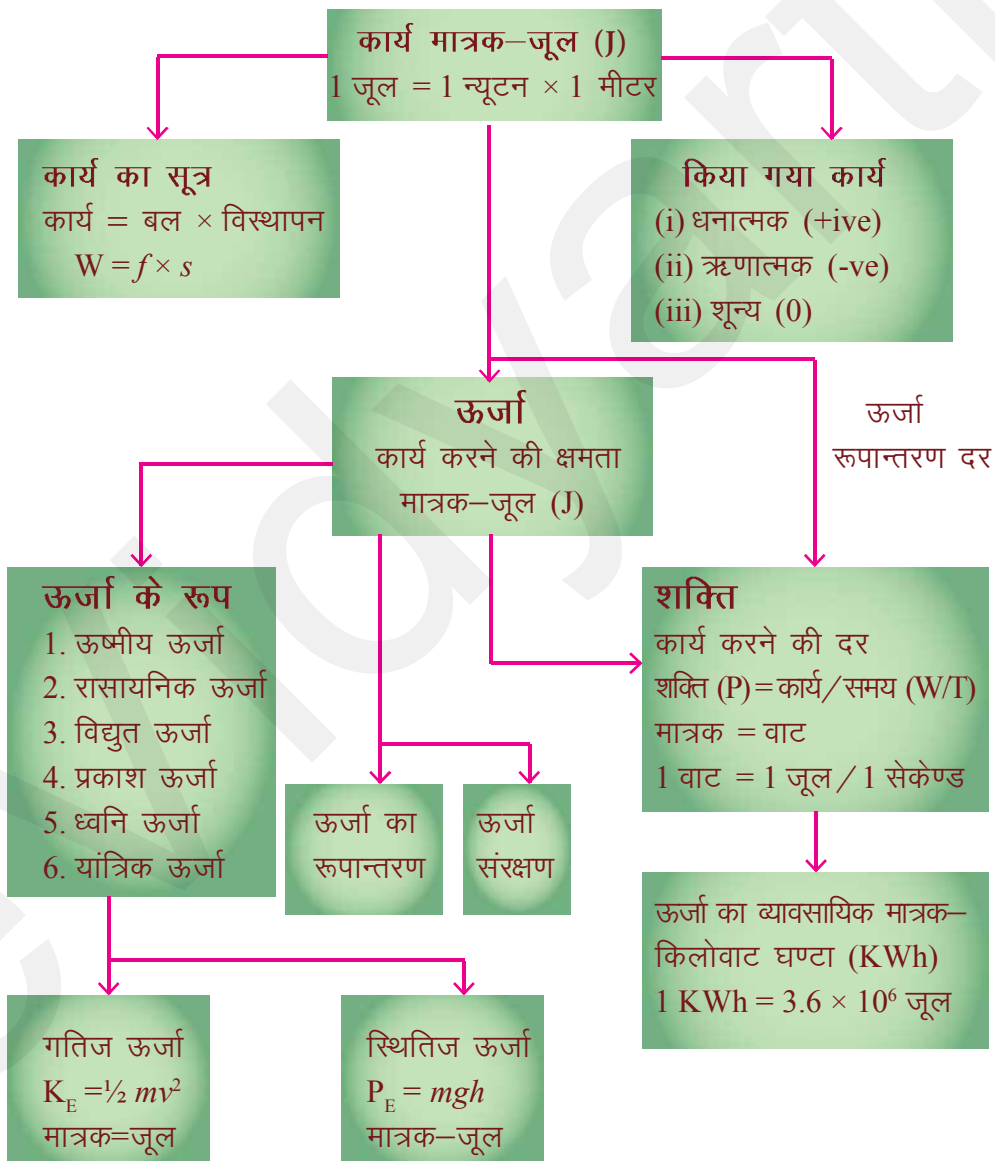 कार्य मात्रक–जूल (J)
1 जूल = 1 न्यूटन × 1 मीटर
कार्य का सूत्र
कार्य = बल × विस्थापन
W = f × s
किया गया कार्य
(i) धनात्मक (+ive)
(ii) ऋणात्मक (-ve)
(iii) शून्य (0)
ऊर्जा
कार्य करने की क्षमता
मात्रक–जूल (J)
ऊर्जा
रूपान्तरण दर
ऊर्जा के रूप
1. ऊष्मीय ऊर्जा
2. रासायनिक ऊर्जा
3. विद्युत ऊर्जा
4. प्रकाश ऊर्जा
5. ध्वनि ऊर्जा
6. यांत्रिक ऊर्जा
शक्ति
कार्य करने की दर
शक्ति (P) = कार्य/समय (W/T)
मात्रक = वाट
1 वाट = 1 जूल / 1 सेकेण्ड
ऊर्जा का
रूपान्तरण
ऊर्जा
संरक्षण
ऊर्जा का व्यावसायिक मात्रक–
किलोवाट घण्टा (KWh)
1 KWh = 3.6 × 10⁶ जूल
गतिज ऊर्जा
K_E = ½ mv²
मात्रक=जूल
स्थितिज ऊर्जा
P_E = mgh
मात्रक–जूल